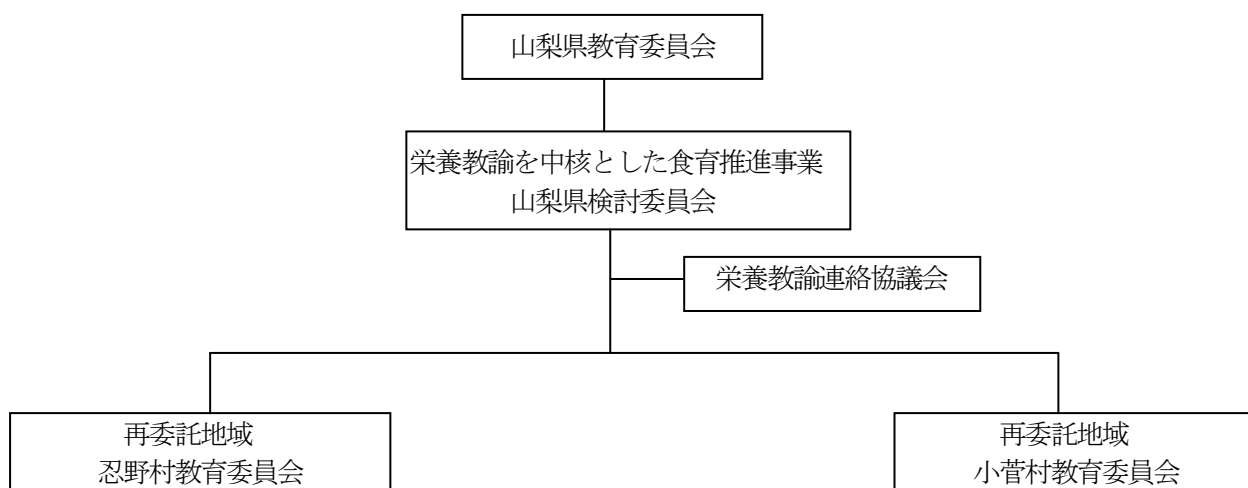 山梨県教育委員会
栄養教諭を中核とした食育推進事業
山梨県検討委員会
栄養教諭連絡協議会
再委託地域
忍野村教育委員会
再委託地域
小菅村教育委員会